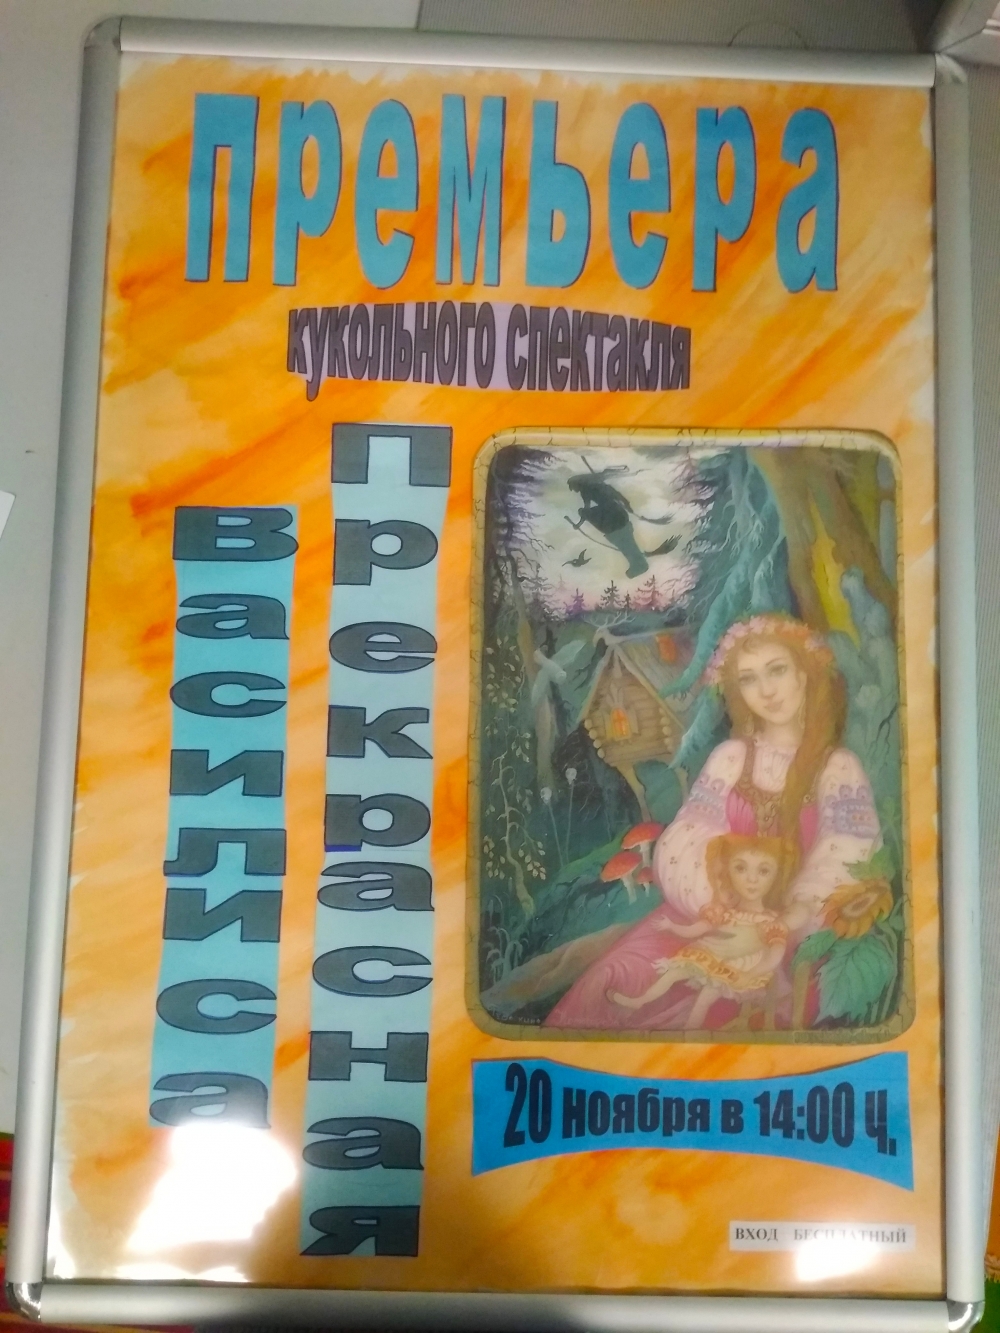 Премьера
кукольного спектакля
Василиса
Прекрасная
20 ноября в 14:00 ч.
ВХОД БЕСПЛАТНЫЙ